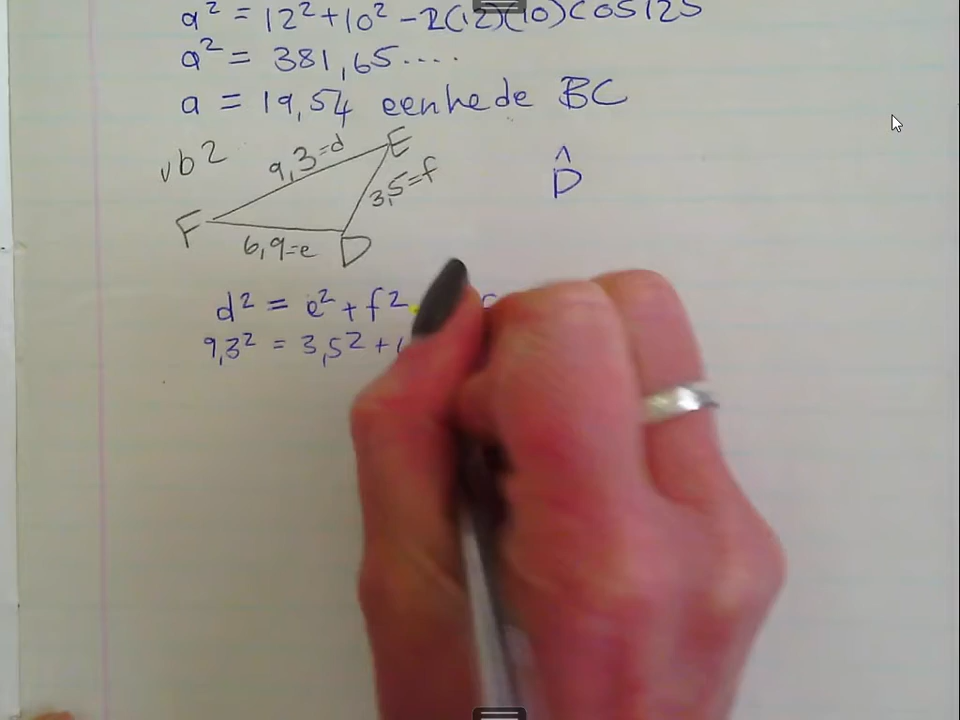 a² = 12² + 10² - 2(12)(10)cos125
a² = 381,65....
a = 19,54 eenhede BC
vb2
9,3=d
E
3,5=f
F
6,9=e
D
D̂
d² = e² + f²
9,3² = 3,5² +